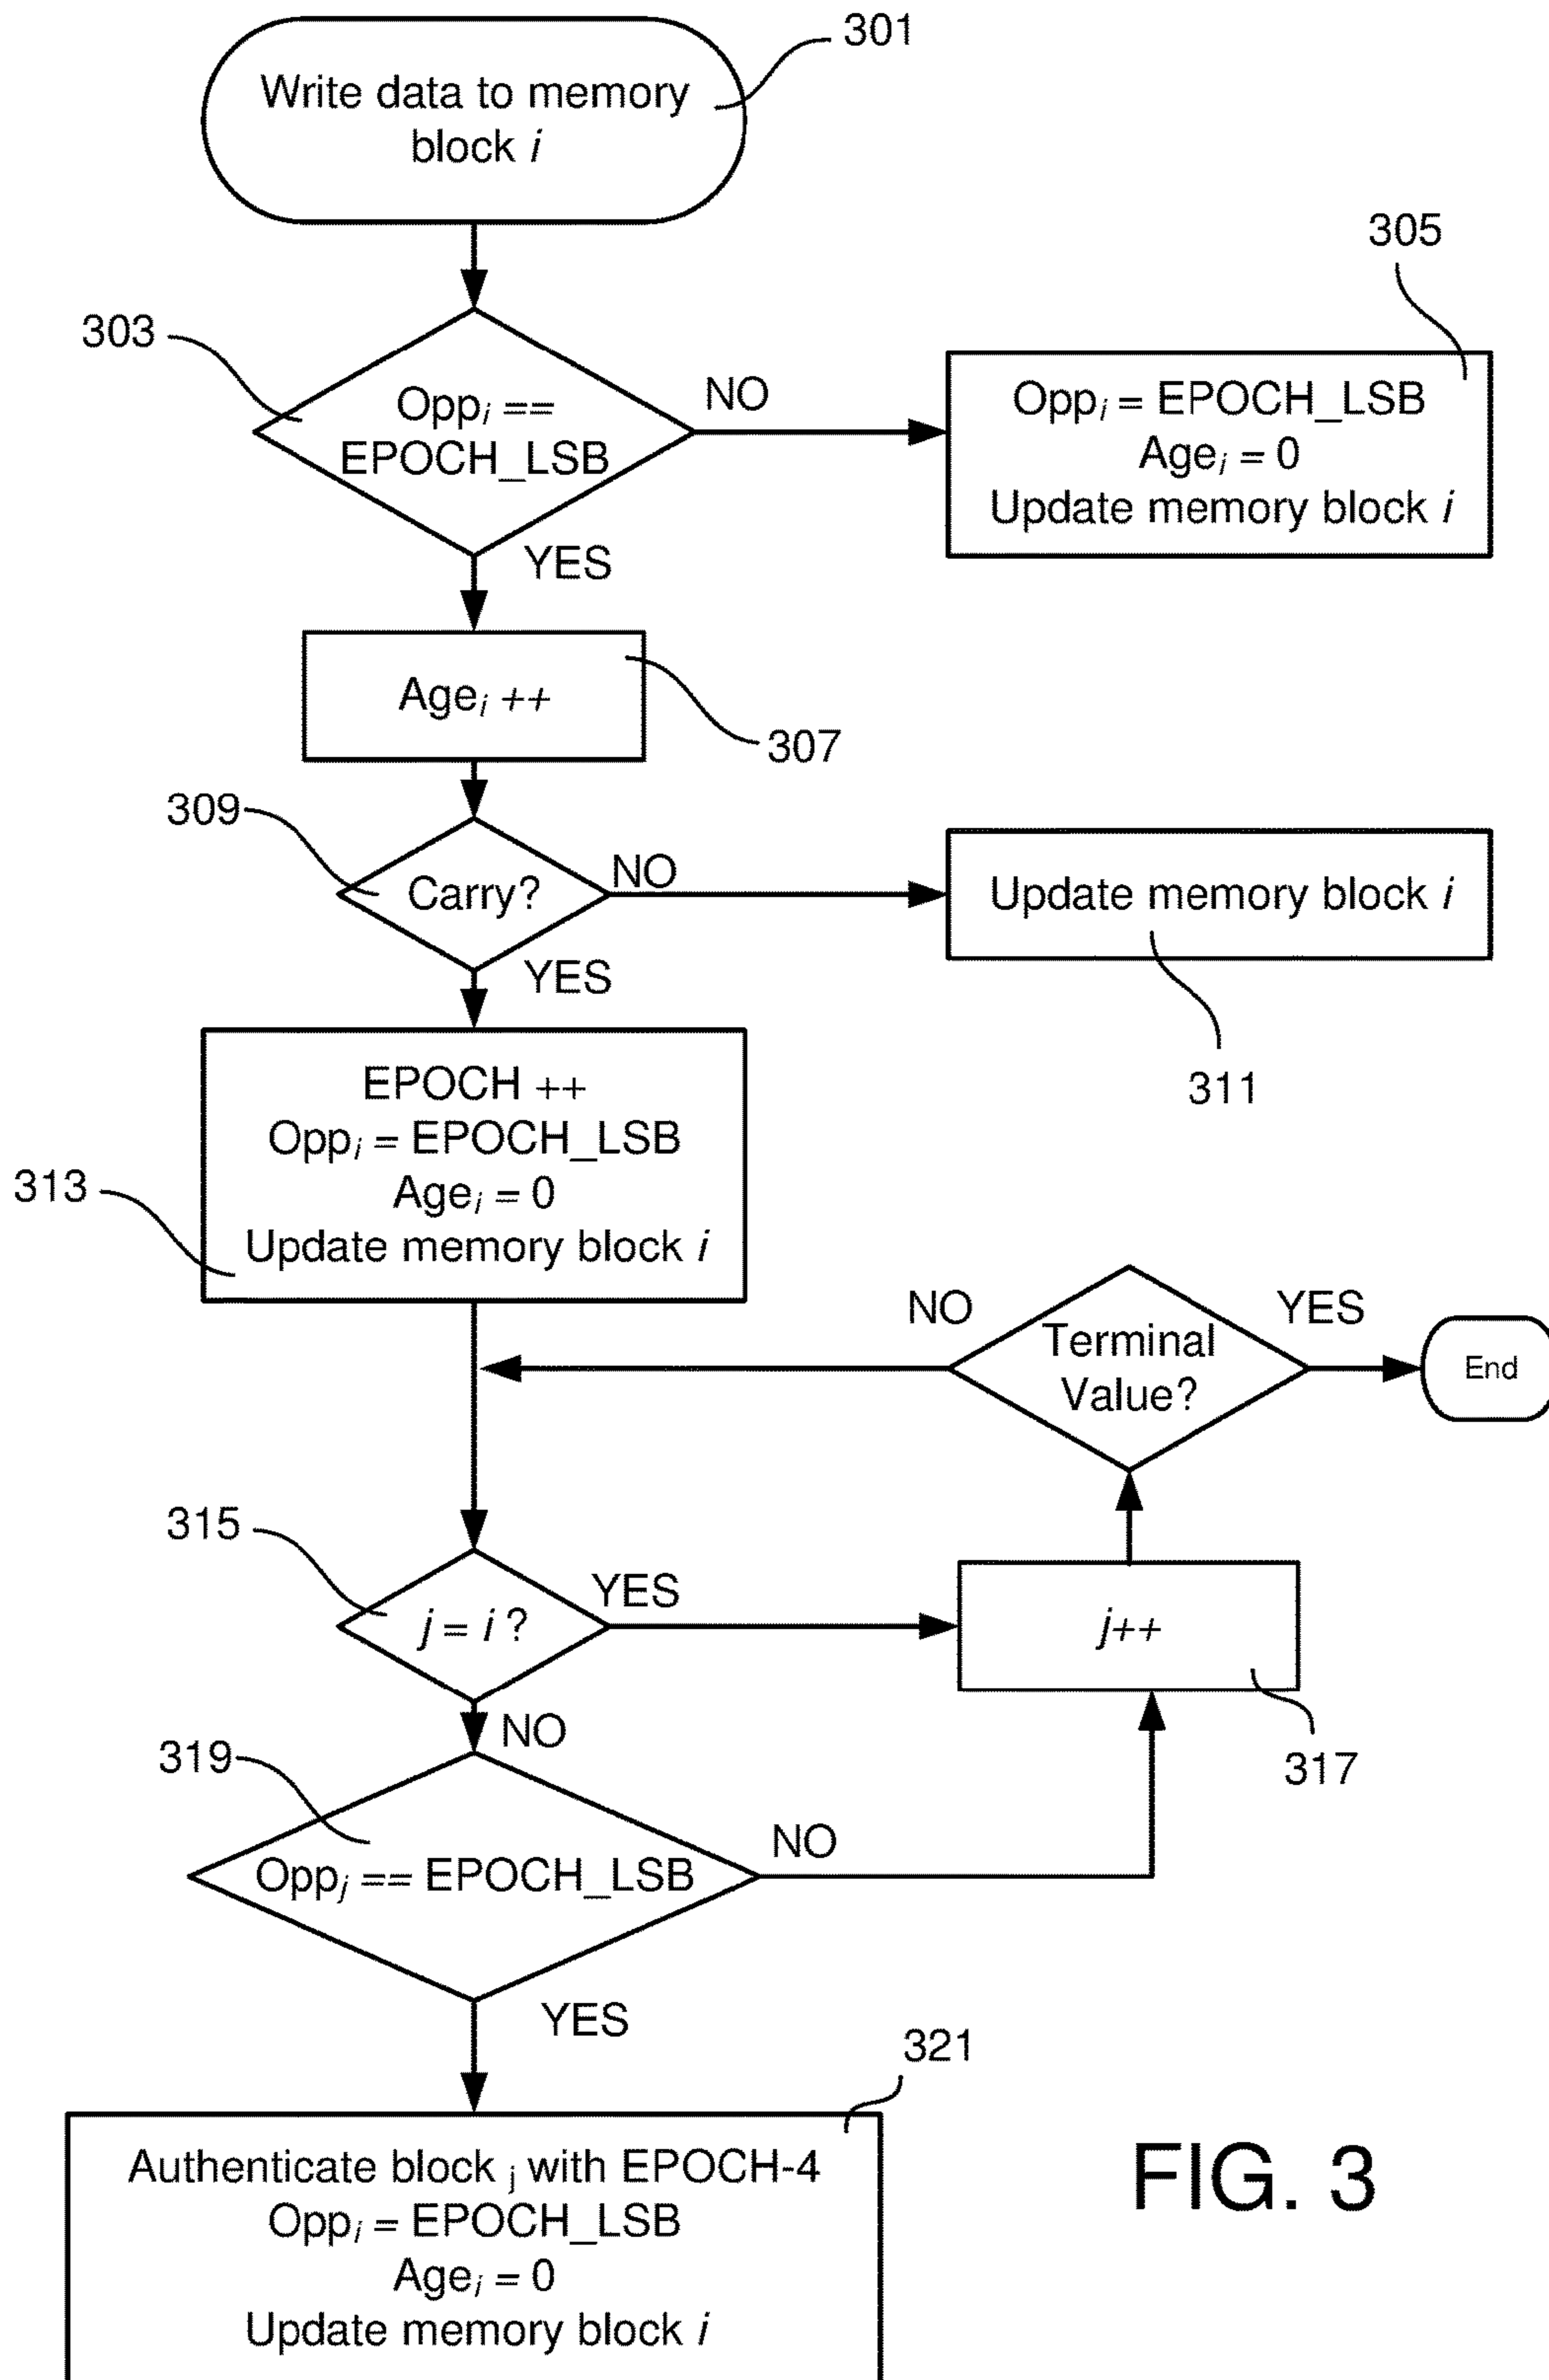 301
Write data to memory
block i
305
303
Oppi ==
EPOCH_LSB
NO
Oppi = EPOCH_LSB
Agei = 0
Update memory block i
YES
Agei ++
307
309
Carry?
NO
Update memory block i
YES
311
EPOCH ++
Oppi = EPOCH_LSB
Agei = 0
Update memory block i
313
NO
Terminal
Value?
YES
End
315
j = i ?
YES
j++
NO
317
319
Oppj == EPOCH_LSB
NO
YES
321
Authenticate block j with EPOCH-4
Oppi = EPOCH_LSB
Agei = 0
Update memory block i
FIG. 3